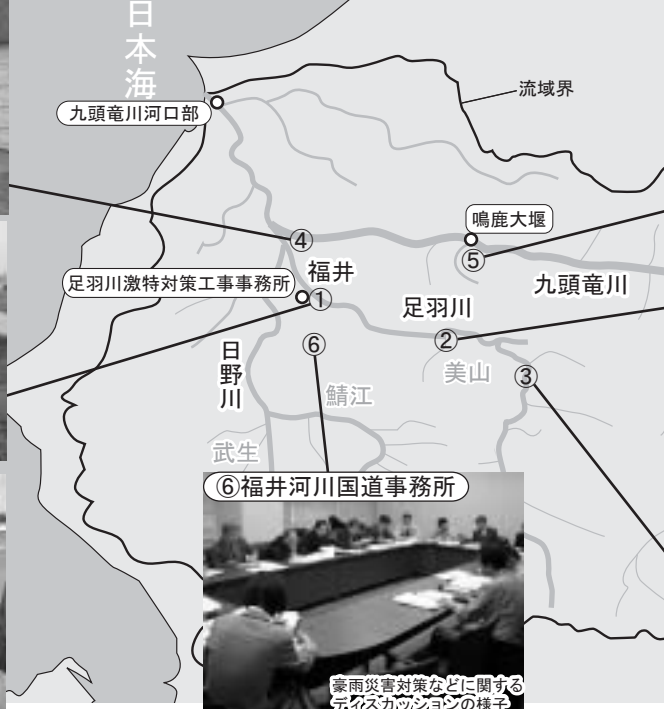 日本海
九頭竜川河口部
流域界
鳴鹿大堰
④
⑤
福井
九頭竜川
足羽川激特対策工事事務所
①
足羽川
②
⑥
日野川
美山
③
鯖江
武生
⑥福井河川国道事務所
豪雨災害対策などに関する
ディスカッションの様子